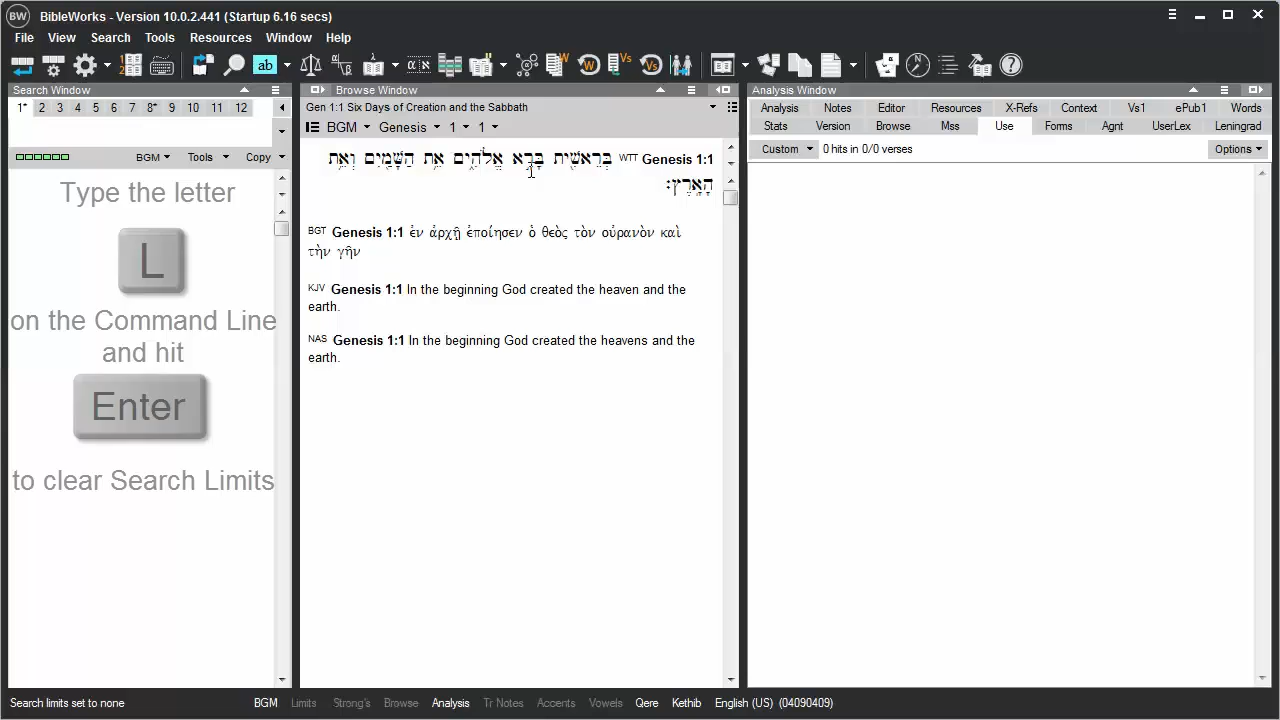 BW BibleWorks - Version 10.0.2.441 (Startup 6.16 secs)
File View Search Tools Resources Window Help
Search Window
1* 2 3 4 5 6 7 8* 9 10 11 12
BGM Tools Copy
Type the letter
L
on the Command Line
and hit
Enter
to clear Search Limits
Browse Window
Gen 1:1 Six Days of Creation and the Sabbath
BGM Genesis 1 1
WTT Genesis 1:1 בְּרֵאשִׁ֖ית בָּרָ֣א אֱלֹהִ֑ים אֵ֥ת הַשָּׁמַ֖יִם וְאֵ֥ת
הָאָֽרֶץ׃
BGT Genesis 1:1 ἐν ἀρχῇ ἐποίησεν ὁ θεὸς τὸν οὐρανὸν καὶ
τὴν γῆν
KJV Genesis 1:1 In the beginning God created the heaven and the
earth.
NAS Genesis 1:1 In the beginning God created the heavens and the
earth.
Analysis Window
Analysis Notes Editor Resources X-Refs Context Vs1 ePub1 Words
Stats Version Browse Mss Use Forms Agnt UserLex Leningrad
Custom 0 hits in 0/0 verses Options
Search limits set to none BGM Limits Strong's Browse Analysis Tr Notes Accents Vowels Qere Kethib English (US) (04090409)